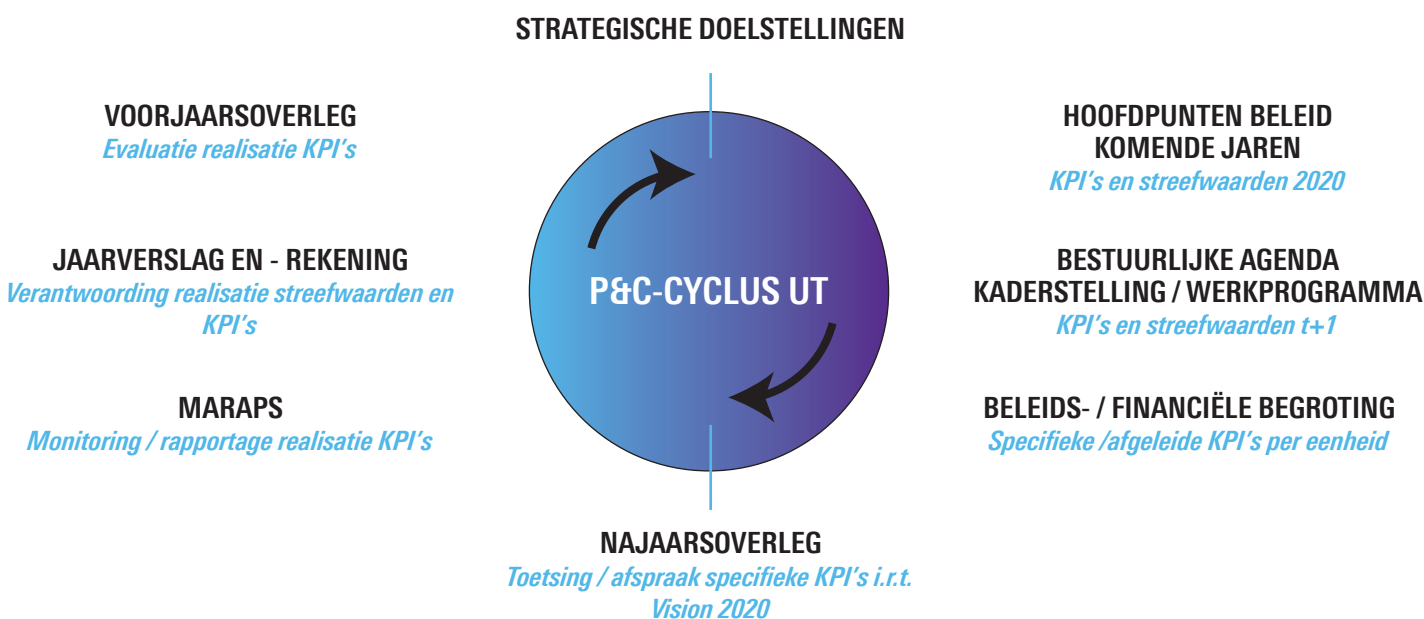 STRATEGISCHE DOELSTELLINGEN
VOORJAARSOVERLEG
Evaluatie realisatie KPI's
JAARVERSLAG EN - REKENING
Verantwoording realisatie streefwaarden en
KPI's
MARAPS
Monitoring / rapportage realisatie KPI's
P&C-CYCLUS UT
HOOFDPUNTEN BELEID
KOMENDE JAREN
KPI's en streefwaarden 2020
BESTUURLIJKE AGENDA
KADERSTELLING / WERKPROGRAMMA
KPI's en streefwaarden t+1
BELEIDS- / FINANCIËLE BEGROTING
Specifieke /afgeleide KPI's per eenheid
NAJAARSOVERLEG
Toetsing / afspraak specifieke KPI's i.r.t.
Vision 2020